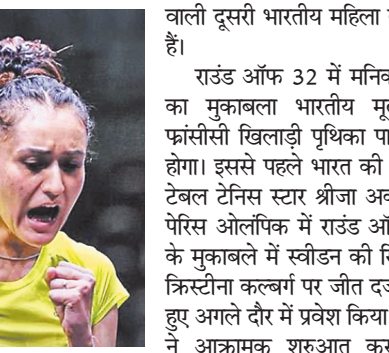 वाली दूसरी भारतीय महिला
हैं।
राउंड ऑफ 32 में
का मुकाबला भारतीय
फ्रांसीसी खिलाड़ी पृथिका
होगा। इससे पहले भारत की
टेबल टेनिस स्टार श्रीजा
पेरिस ओलंपिक में राउंड
के मुकाबले में स्वीडन की
क्रिस्टीना कल्बर्ग पर जीत
हुए अगले दौर में प्रवेश किया
ने आक्रामक शुरुआत